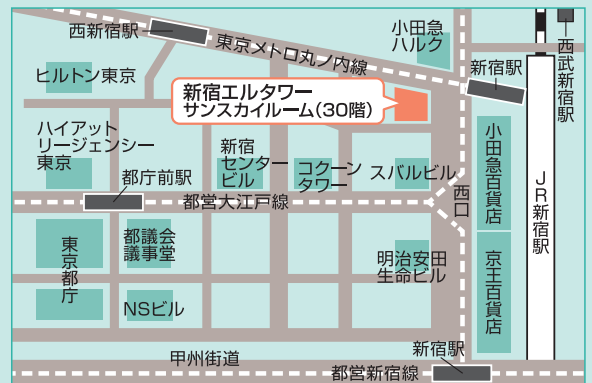 西新宿駅
東京メトロ丸ノ内線
小田急
ハルク
新宿駅
西武新宿駅
ヒルトン東京
新宿エルタワー
サンスカイルーム(30階)
ハイアット
リージェンシー
東京
新宿
センター
ビル
コクーン
タワー
スバルビル
小田急百貨店
JR新宿駅
都庁前駅
都営大江戸線
西口
東京都庁
都議会
議事堂
明治安田
生命ビル
京王百貨店
NSビル
甲州街道
新宿駅
都営新宿線